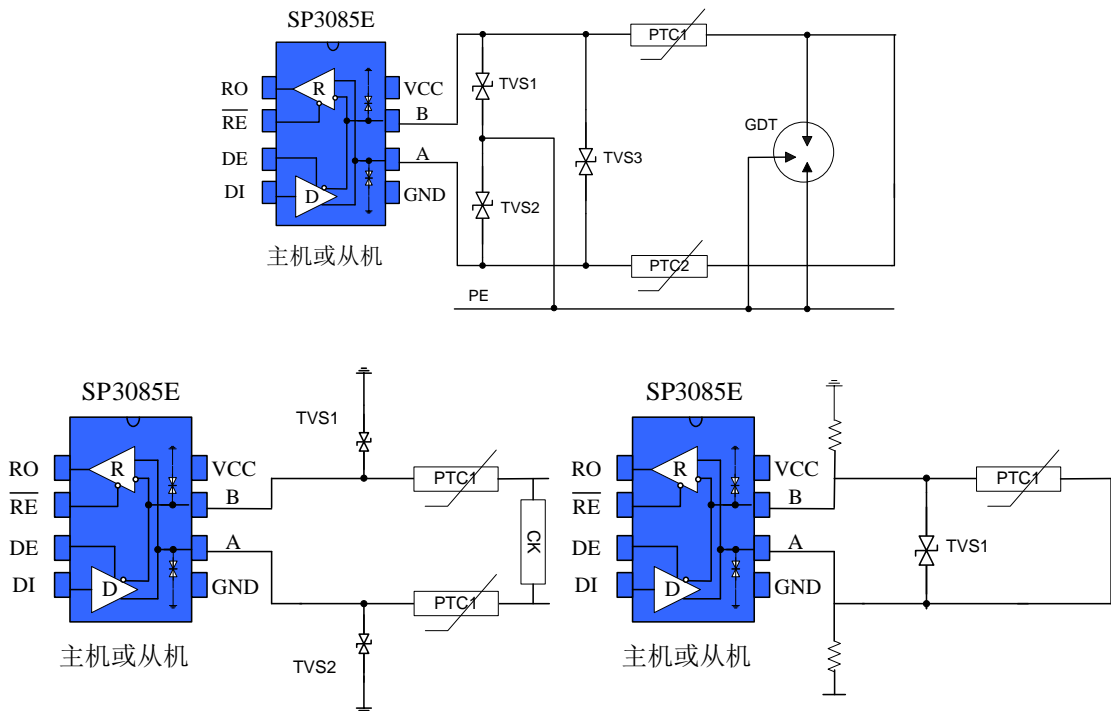 SP3085E
RO
RE
DE
DI
R
D
VCC
B
A
GND
主机或从机
TVS1
TVS2
TVS3
PTC1
PTC2
GDT
PE
SP3085E
RO
RE
DE
DI
R
D
VCC
B
A
GND
主机或从机
TVS1
TVS2
PTC1
PTC1
CK
SP3085E
RO
RE
DE
DI
R
D
VCC
B
A
GND
主机或从机
TVS1
PTC1